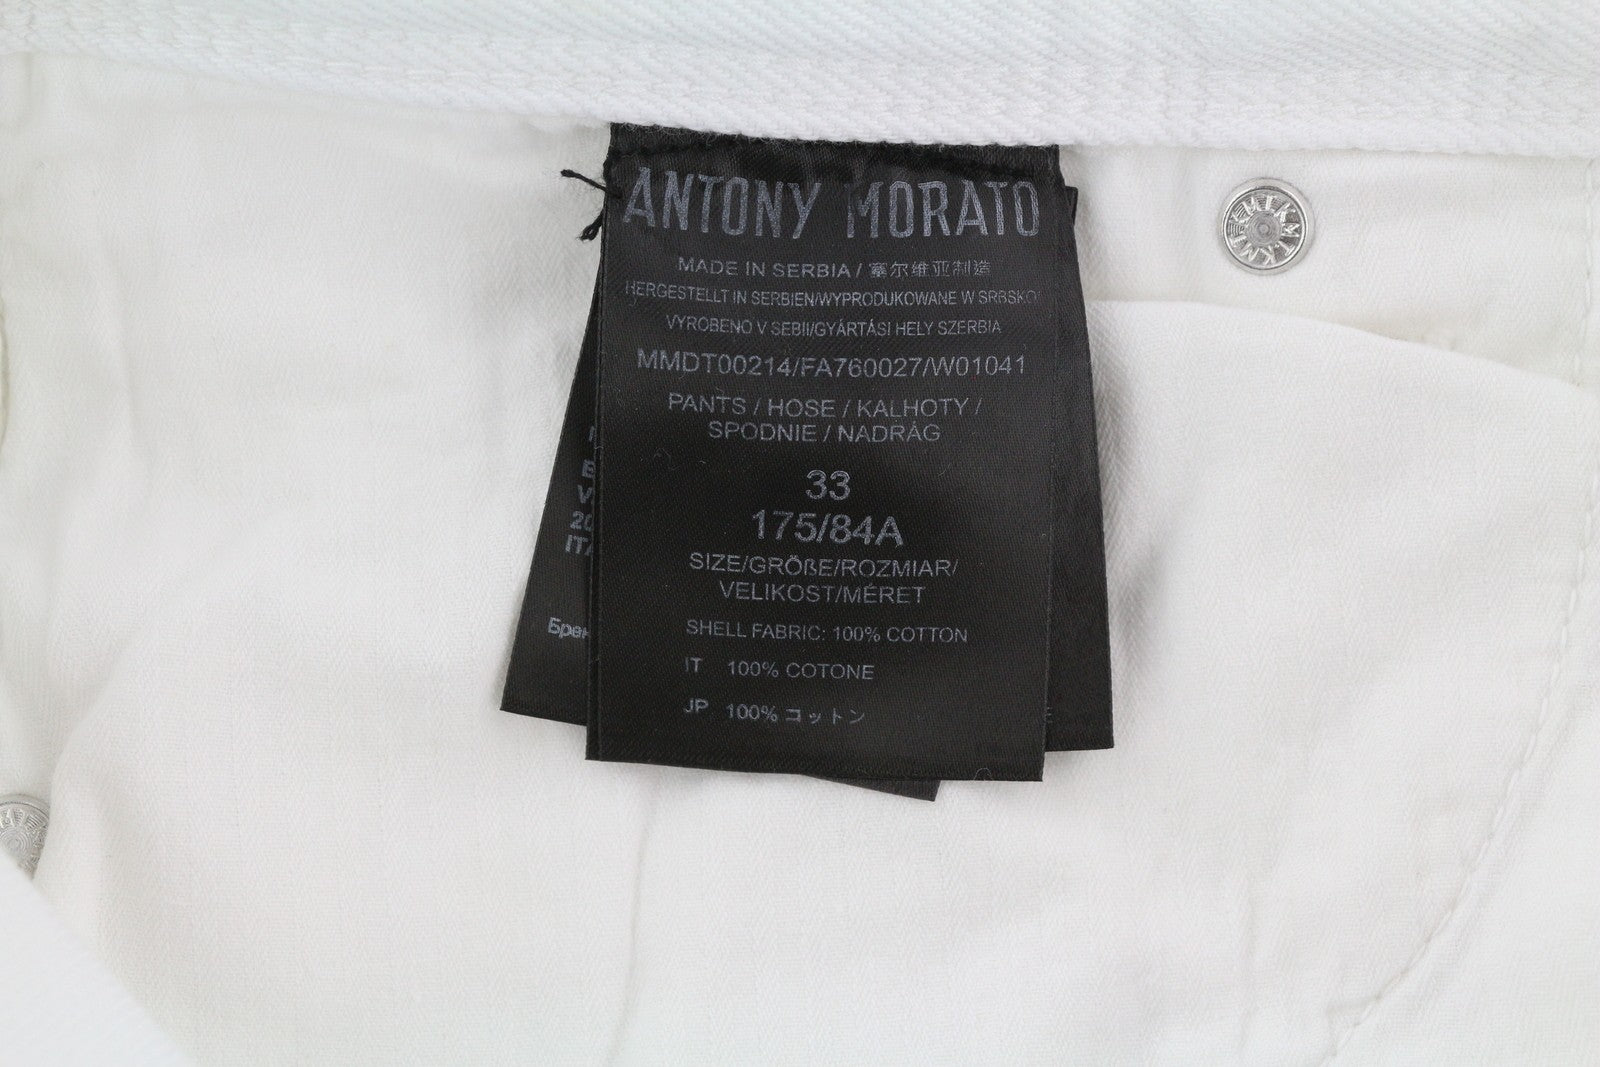 ANTONY MORATO
MADE IN SERBIA / 塞尔维亚制造
HERGESTELLT IN SERBIEN/WYPRODUKOWANE W SRBSKO
VYROBENO V SEBII/GYÁRTÁSI HELY SZERBIA
MMDT00214/FA760027/W01041
PANTS / HOSE / KALHOTY /
SPODNIE / NADRÁG
33
175/84A
SIZE/GRÖßE/ROZMIAR/
VELIKOST/MÉRET
SHELL FABRIC: 100% COTTON
IT 100% COTONE
JP 100% コットン